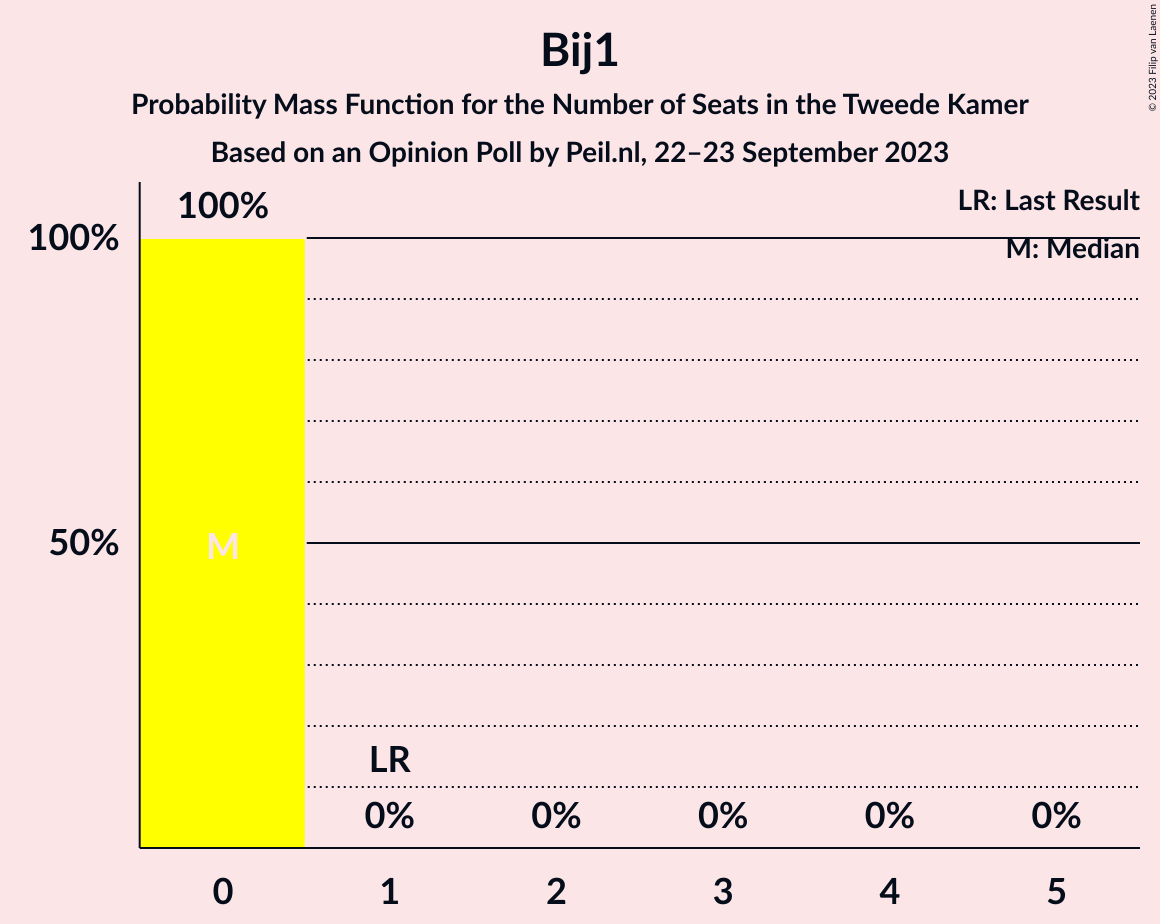 Bij1
Probability Mass Function for the Number of Seats in the Tweede Kamer
Based on an Opinion Poll by Peil.nl, 22–23 September 2023
© 2023 Filip van Laenen
LR: Last Result
M: Median
100%
100%
50%
M
LR
0% 0% 0% 0% 0%
0 1 2 3 4 5